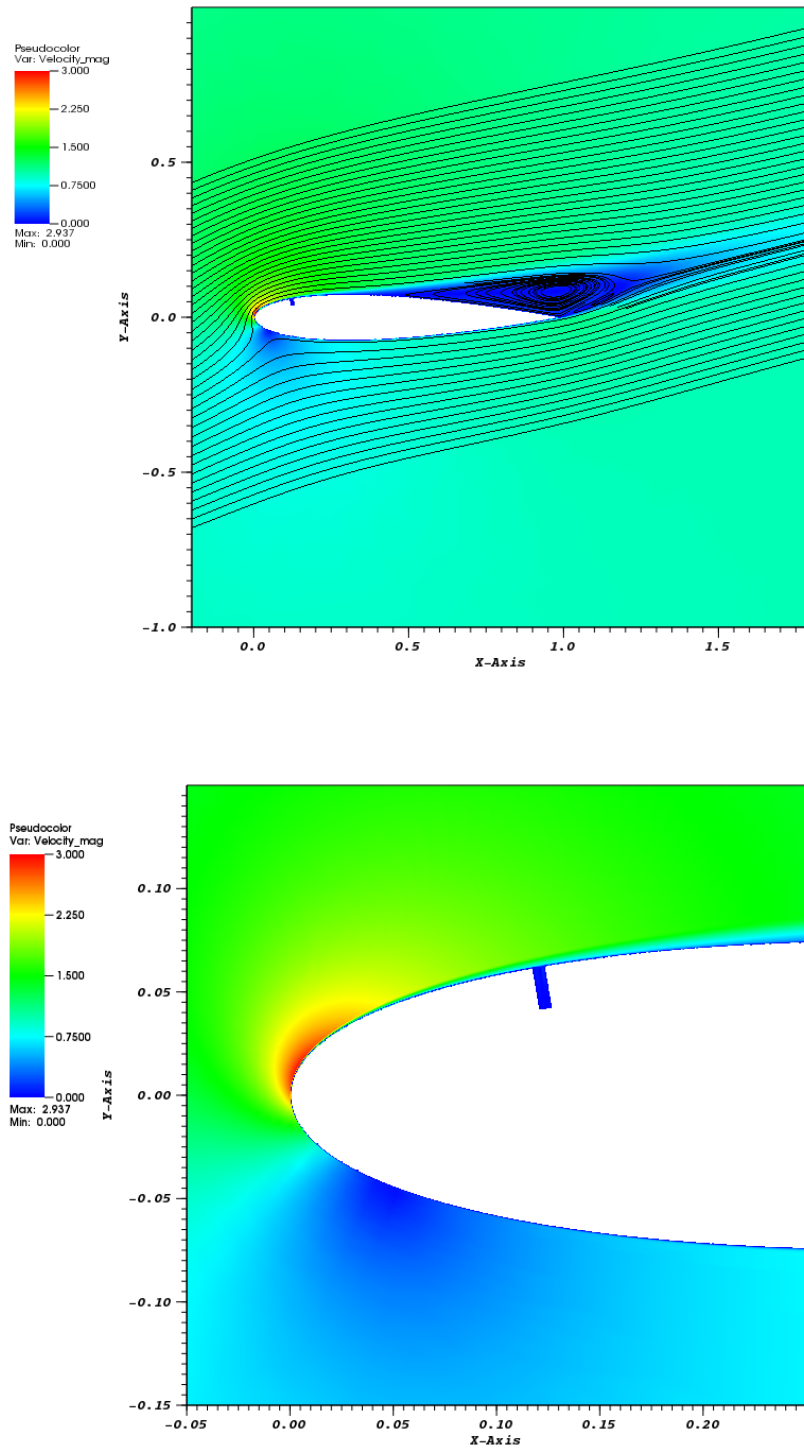 Pseudocolor
Var: Velocity_mag
3.000
2.250
1.500
0.7500
0.000
Max: 2.937
Min: 0.000
0.5
0.0
-0.5
-1.0
Y-Axis
0.0 0.5 1.0 1.5
X-Axis
Pseudocolor
Var: Velocity_mag
3.000
2.250
1.500
0.7500
0.000
Max: 2.937
Min: 0.000
0.10
0.05
0.00
-0.05
-0.10
-0.15
Y-Axis
-0.05 0.00 0.05 0.10 0.15 0.20
X-Axis